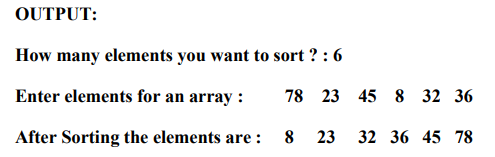 OUTPUT:
How many elements you want to sort ? : 6
Enter elements for an array : 78 23 45 8 32 36
After Sorting the elements are : 8 23 32 36 45 78